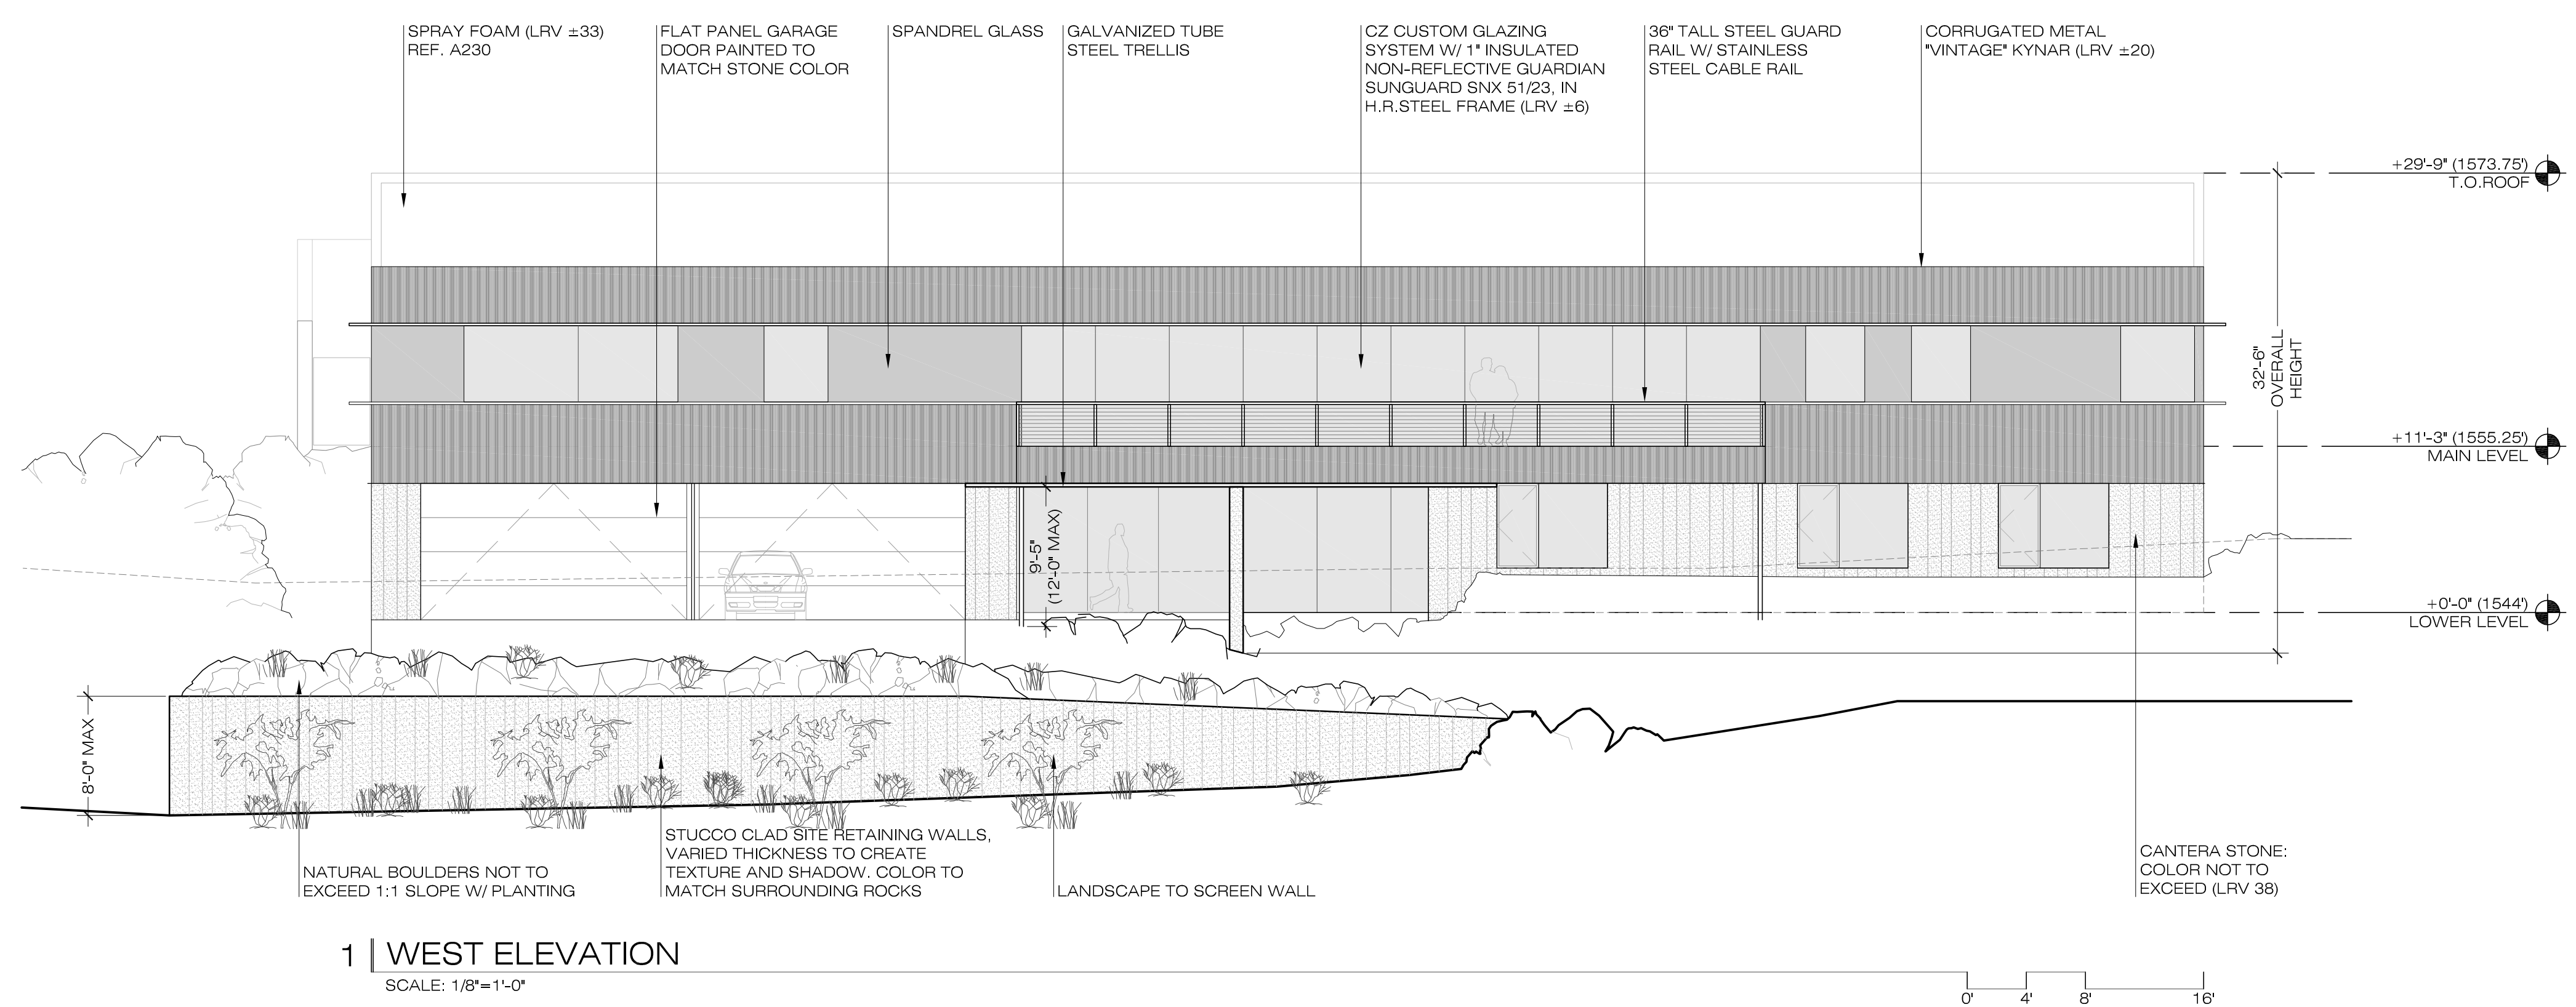 SPRAY FOAM (LRV ±33)
REF. A230
FLAT PANEL GARAGE
DOOR PAINTED TO
MATCH STONE COLOR
SPANDREL GLASS
GALVANIZED TUBE
STEEL TRELLIS
CZ CUSTOM GLAZING
SYSTEM W/ 1" INSULATED
NON-REFLECTIVE GUARDIAN
SUNGUARD SNX 51/23, IN
H.R.STEEL FRAME (LRV ±6)
36" TALL STEEL GUARD
RAIL W/ STAINLESS
STEEL CABLE RAIL
CORRUGATED METAL
"VINTAGE" KYNAR (LRV ±20)
+29'-9" (1573.75')
T.O.ROOF
32'-6"
OVERALL
HEIGHT
+11'-3" (1555.25')
MAIN LEVEL
9'-5"
(12'-0" MAX)
+0'-0" (1544')
LOWER LEVEL
8'-0" MAX
NATURAL BOULDERS NOT TO
EXCEED 1:1 SLOPE W/ PLANTING
STUCCO CLAD SITE RETAINING WALLS,
VARIED THICKNESS TO CREATE
TEXTURE AND SHADOW. COLOR TO
MATCH SURROUNDING ROCKS
LANDSCAPE TO SCREEN WALL
CANTERA STONE:
COLOR NOT TO
EXCEED (LRV 38)
1 WEST ELEVATION
SCALE: 1/8"=1'-0"
0' 4' 8' 16'